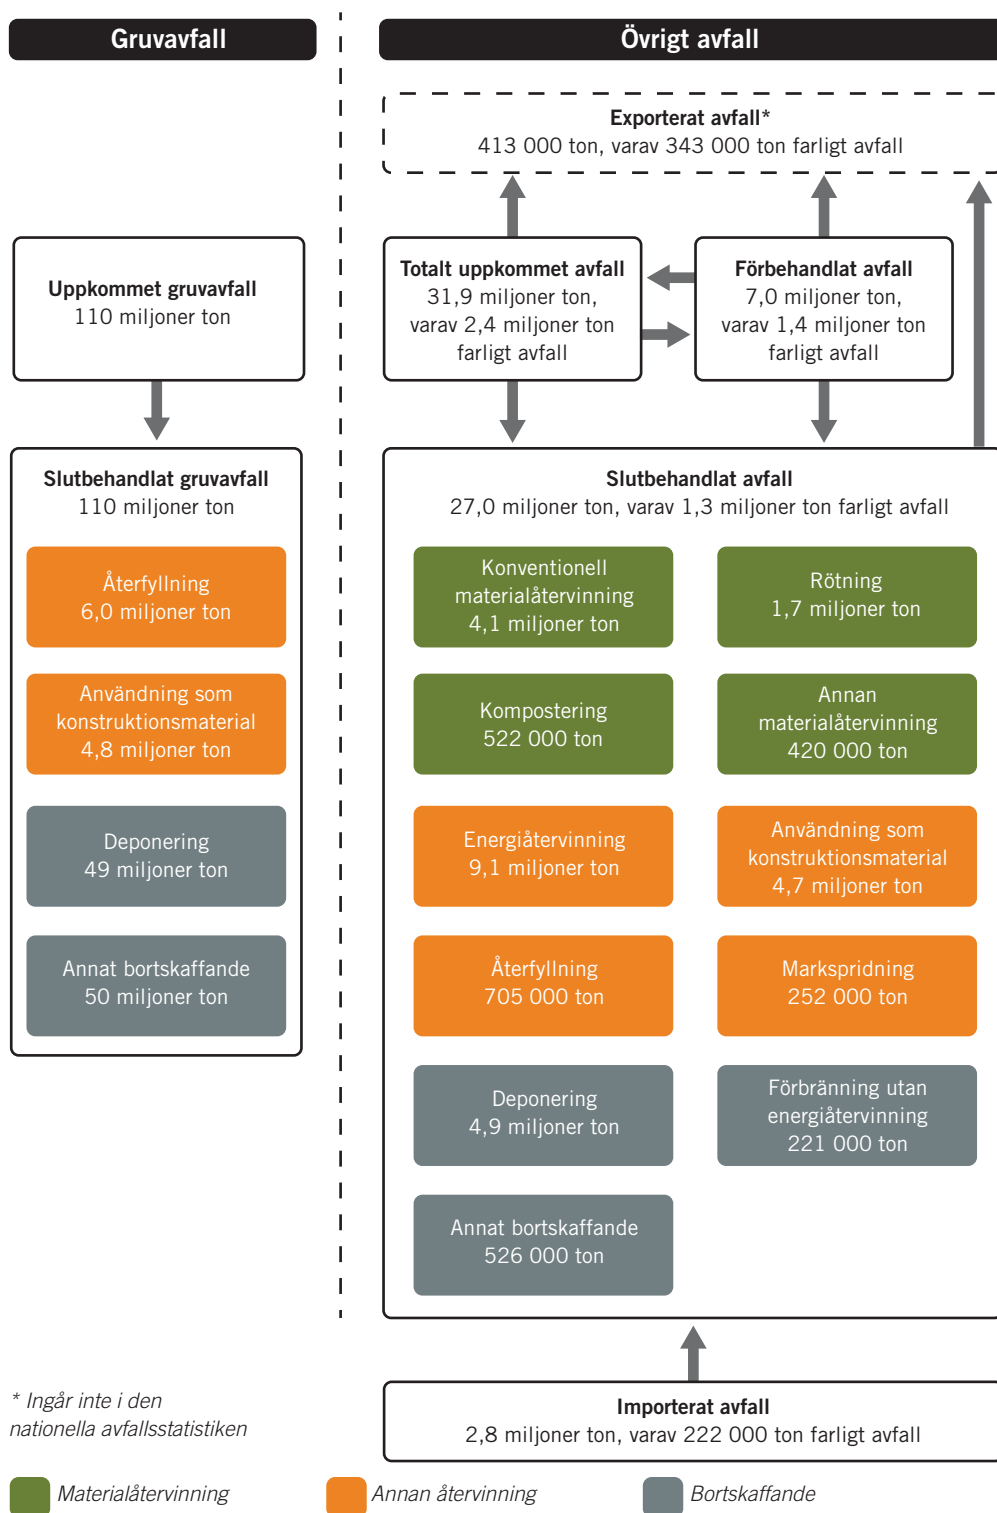 Gruvavfall
Övrigt avfall
Exporterat avfall*
413 000 ton, varav 343 000 ton farligt avfall
Uppkommet gruvavfall
110 miljoner ton
Totalt uppkommet avfall
31,9 miljoner ton,
varav 2,4 miljoner ton
farligt avfall
Förbehandlat avfall
7,0 miljoner ton,
varav 1,4 miljoner ton
farligt avfall
Slutbehandlat gruvavfall
110 miljoner ton
Återfyllning
6,0 miljoner ton
Användning som
konstruktionsmaterial
4,8 miljoner ton
Deponering
49 miljoner ton
Annat bortskaffande
50 miljoner ton
Slutbehandlat avfall
27,0 miljoner ton, varav 1,3 miljoner ton farligt avfall
Konventionell
materialåtervinning
4,1 miljoner ton
Rötning
1,7 miljoner ton
Kompostering
522 000 ton
Annan
materialåtervinning
420 000 ton
Energiåtervinning
9,1 miljoner ton
Användning som
konstruktionsmaterial
4,7 miljoner ton
Återfyllning
705 000 ton
Markspridning
252 000 ton
Deponering
4,9 miljoner ton
Förbränning utan
energiåtervinning
221 000 ton
Annat bortskaffande
526 000 ton
Importerat avfall
2,8 miljoner ton, varav 222 000 ton farligt avfall
* Ingår inte i den
nationella avfallsstatistiken
Materialåtervinning
Annan återvinning
Bortskaffande